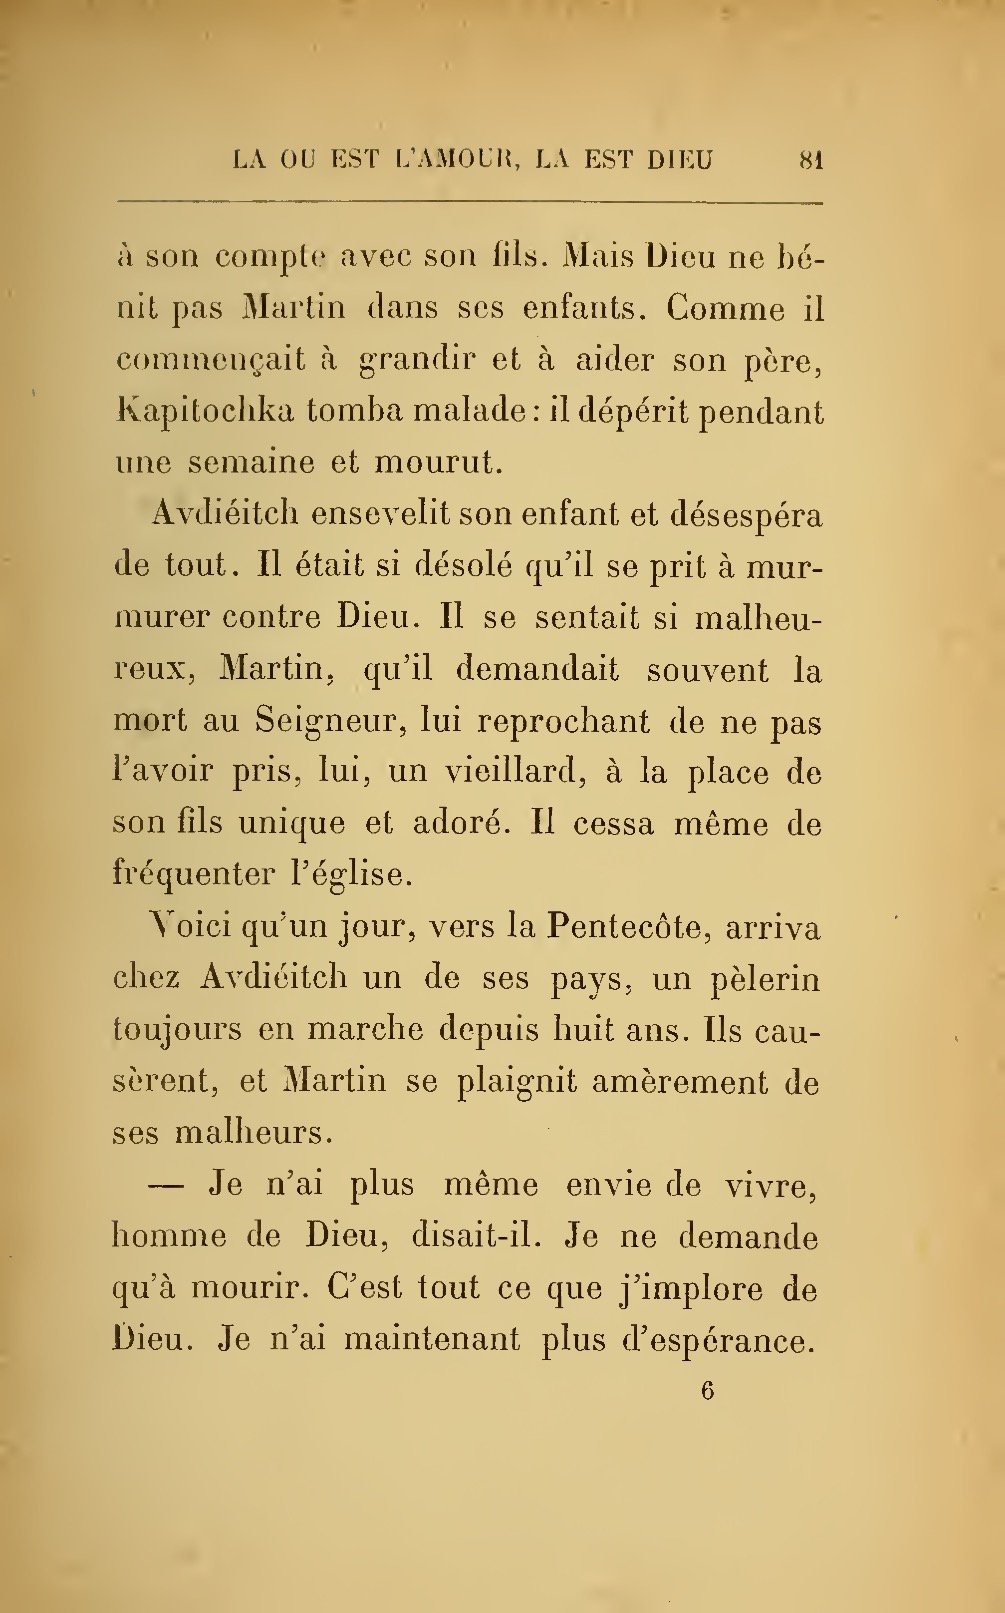 LA OU EST L'AMOUR, LA EST DIEU 81
à son compte avec son fils. Mais Dieu ne bé-
nit pas Martin dans ses enfants. Comme il
commençait à grandir et à aider son père,
Kapitochka tomba malade : il dépérit pendant
une semaine et mourut.
Avdiéitch ensevelit son enfant et désespéra
de tout. Il était si désolé qu'il se prit à mur-
murer contre Dieu. Il se sentait si malheu-
reux, Martin, qu'il demandait souvent la
mort au Seigneur, lui reprochant de ne pas
l'avoir pris, lui, un vieillard, à la place de
son fils unique et adoré. Il cessa même de
fréquenter l'église.
Voici qu'un jour, vers la Pentecôte, arriva
chez Avdiéitch un de ses pays, un pèlerin
toujours en marche depuis huit ans. Ils cau-
sèrent, et Martin se plaignit amèrement de
ses malheurs.
— Je n'ai plus même envie de vivre,
homme de Dieu, disait-il. Je ne demande
qu'à mourir. C'est tout ce que j'implore de
Dieu. Je n'ai maintenant plus d'espérance.
6